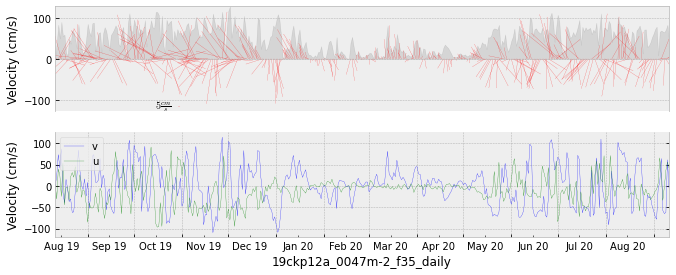 100
0
−100
Velocity (cm/s)
5 cm/s
v
u
100
50
0
−50
−100
Velocity (cm/s)
Aug 19 Sep 19 Oct 19 Nov 19 Dec 19 Jan 20 Feb 20 Mar 20 Apr 20 May 20 Jun 20 Jul 20 Aug 20
19ckp12a_0047m-2_f35_daily